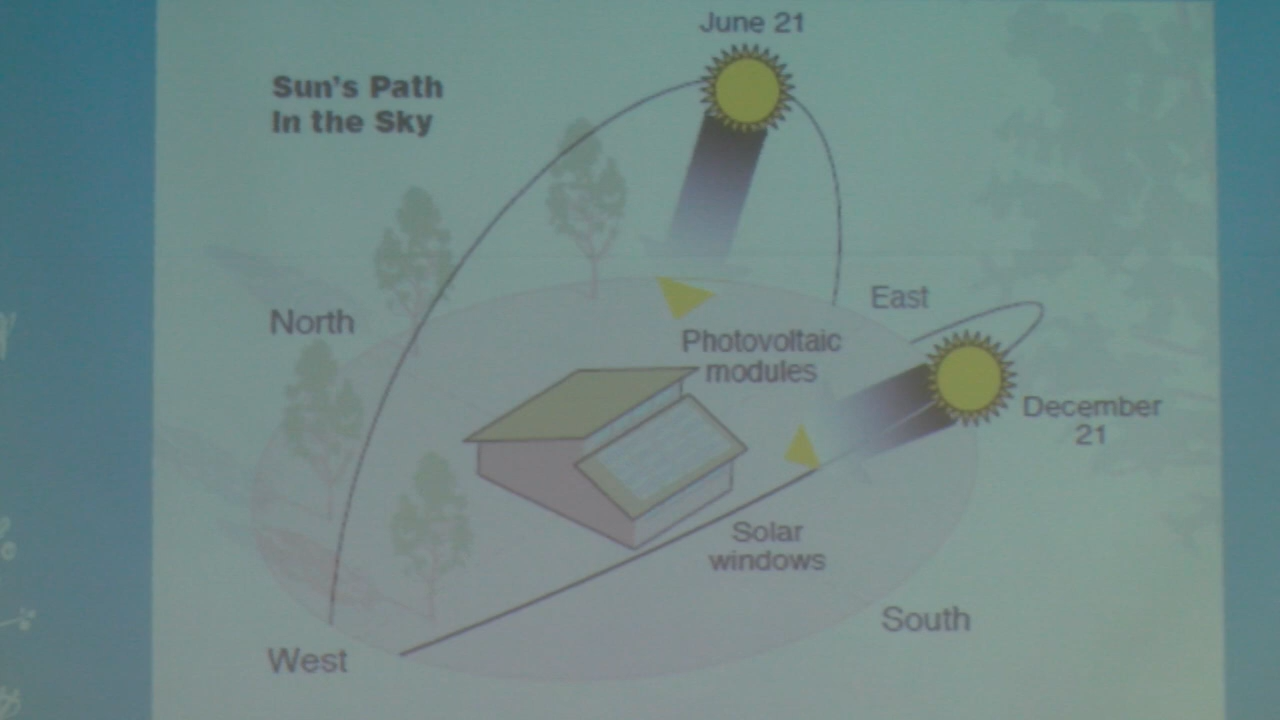 June 21
Sun's Path
In the Sky
East
North
Photovoltaic
modules
December
21
Solar
windows
South
West